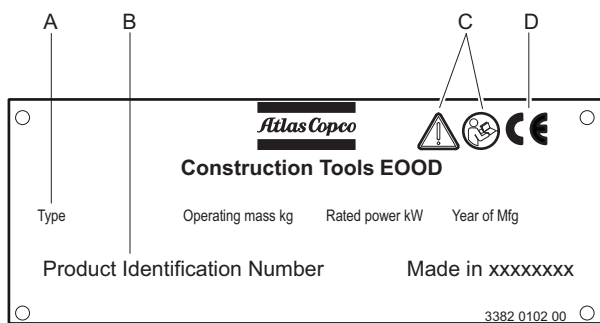 A B C D
Atlas Copco
CE
Construction Tools EOOD
Type Operating mass kg Rated power kW Year of Mfg
Product Identification Number Made in xxxxxxxx
3382 0102 00